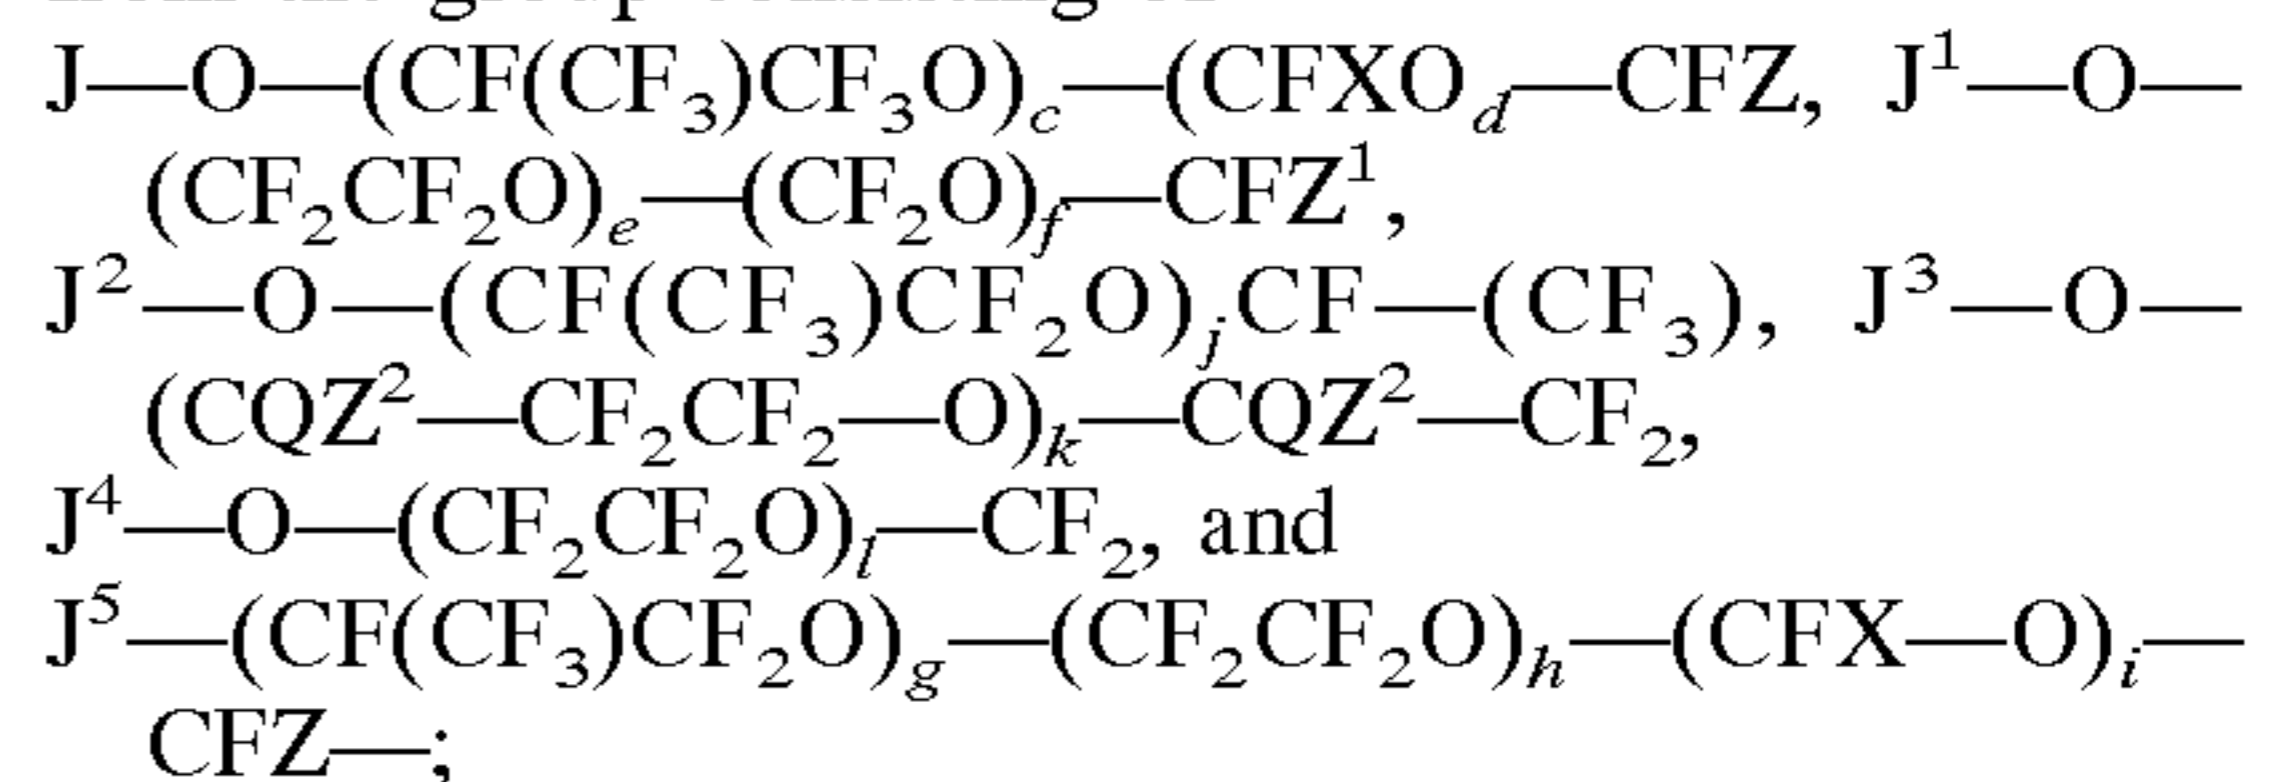 J—O—(CF(CF₃)CF₃O)c—(CFXOd—CFZ, J¹—O—
(CF₂CF₂O)e—(CF₂O)f—CFZ¹,
J²—O—(CF(CF₃)CF₂O)jCF—(CF₃), J³—O—
(CQZ²—CF₂CF₂—O)k—CQZ²—CF₂,
J⁴—O—(CF₂CF₂O)l—CF₂, and
J⁵—(CF(CF₃)CF₂O)g—(CF₂CF₂O)h—(CFX—O)i—
CFZ—;